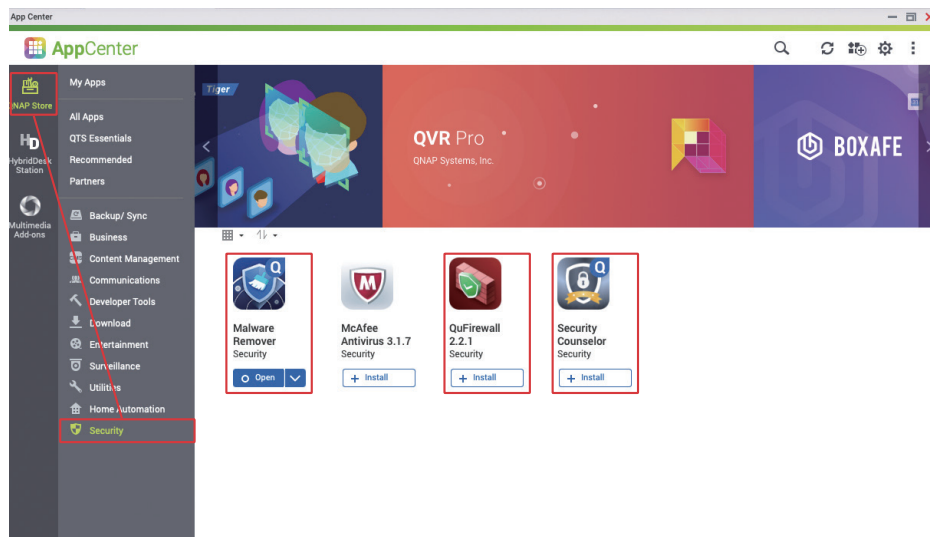 App Center
AppCenter
QNAP Store
HD
HybridDesk
Station
Multimedia
Add-ons
My Apps
All Apps
QTS Essentials
Recommended
Partners
Backup/ Sync
Business
Content Management
Communications
Developer Tools
Download
Entertainment
Surveillance
Utilities
Home Automation
Security
Tiger
QVR Pro
QNAP Systems, Inc.
BOXAFE
Malware
Remover
Security
Open
McAfee
Antivirus 3.1.7
Security
+ Install
QuFirewall
2.2.1
Security
+ Install
Security
Counselor
Security
+ Install